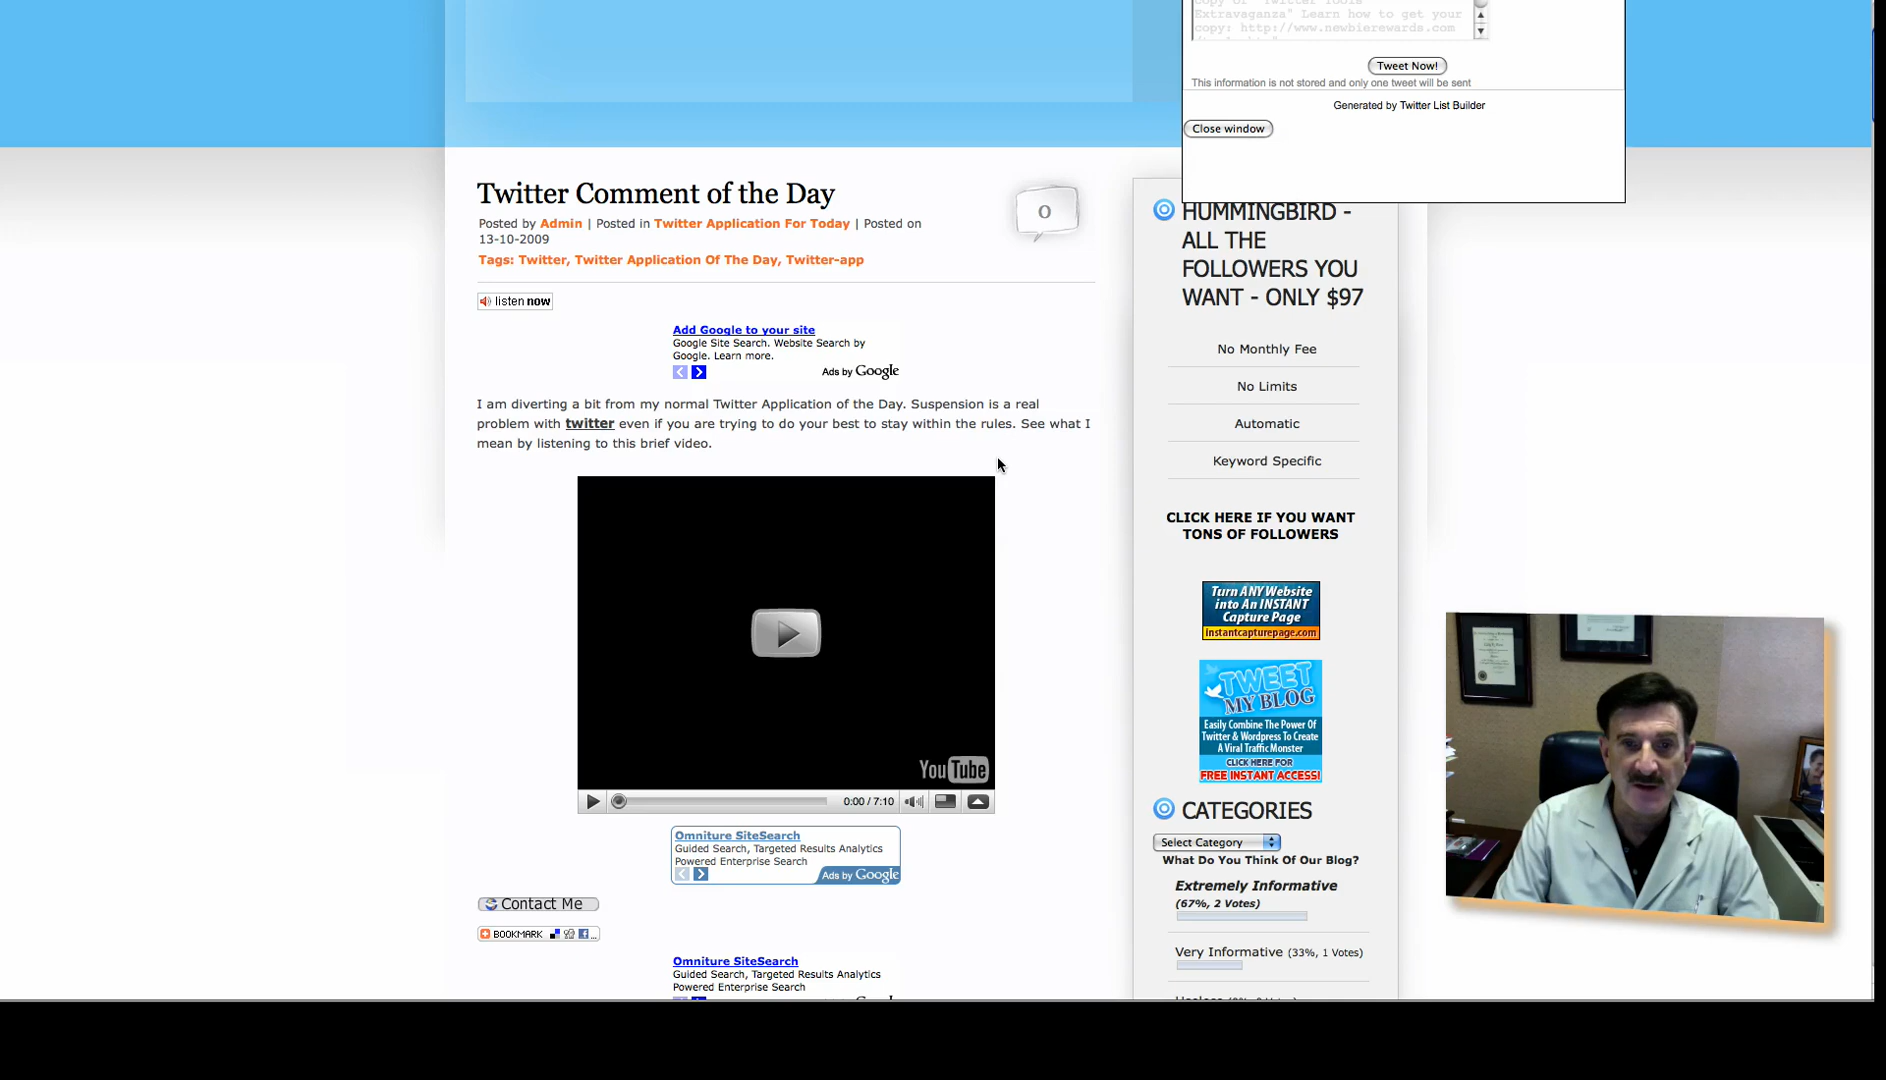 Extravaganza" Learn how to get your
copy: http://www.newbierewards.com
Tweet Now!
This information is not stored and only one tweet will be sent
Generated by Twitter List Builder
Close window
Twitter Comment of the Day
0
Posted by Admin | Posted in Twitter Application For Today | Posted on
13-10-2009
Tags: Twitter, Twitter Application Of The Day, Twitter-app
listen now
Add Google to your site
Google Site Search. Website Search by
Google. Learn more.
Ads by Google
I am diverting a bit from my normal Twitter Application of the Day. Suspension is a real
problem with twitter even if you are trying to do your best to stay within the rules. See what I
mean by listening to this brief video.
YouTube
0:00 / 7:10
Omniture SiteSearch
Guided Search, Targeted Results Analytics
Powered Enterprise Search
Ads by Google
Contact Me
BOOKMARK
Omniture SiteSearch
Guided Search, Targeted Results Analytics
Powered Enterprise Search
HUMMINGBIRD -
ALL THE
FOLLOWERS YOU
WANT - ONLY $97
No Monthly Fee
No Limits
Automatic
Keyword Specific
CLICK HERE IF YOU WANT
TONS OF FOLLOWERS
Turn ANY Website
into An INSTANT
Capture Page
instantcapturepage.com
TWEET
MY BLOG
Easily Combine The Power Of
Twitter & Wordpress To Create
A Viral Traffic Monster
CLICK HERE FOR
FREE INSTANT ACCESS!
CATEGORIES
Select Category
What Do You Think Of Our Blog?
Extremely Informative
(67%, 2 Votes)
Very Informative (33%, 1 Votes)